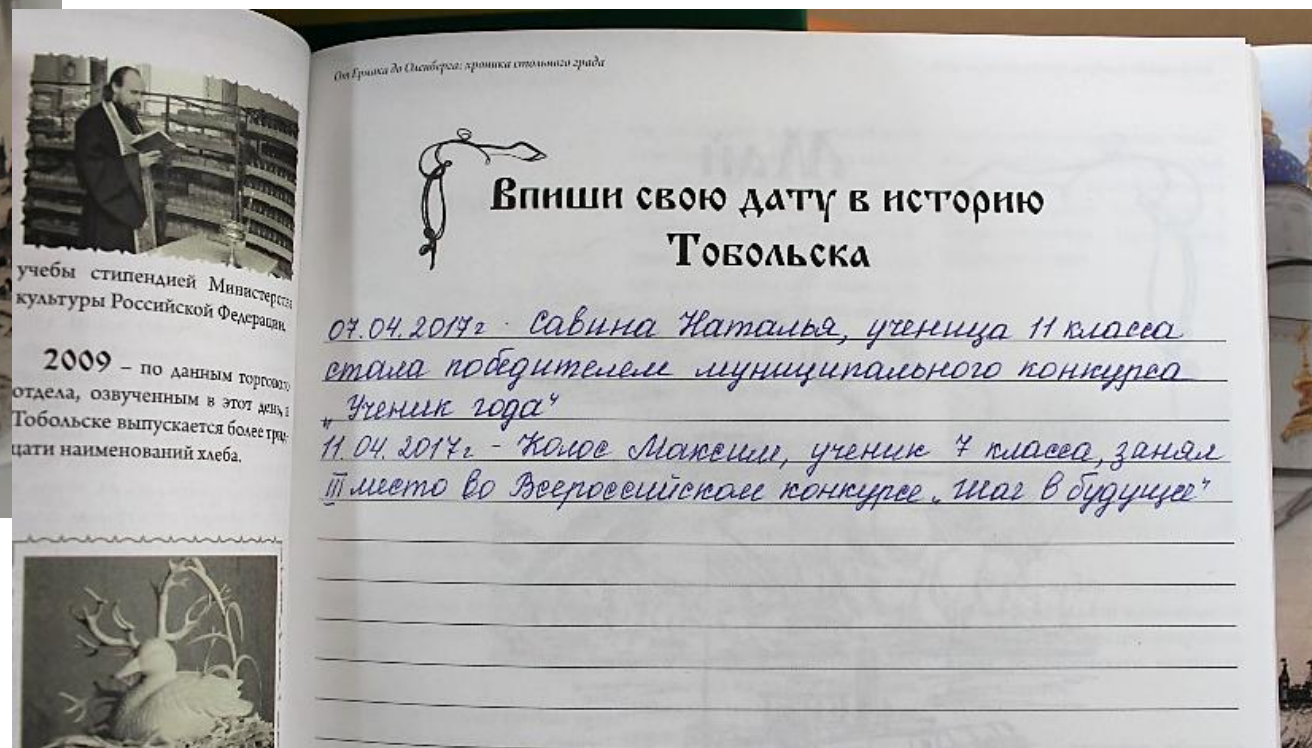 учебы стипендией Министерства
культуры Российской Федерации.
2009 – по данным торгового
отдела, озвученным в этот день, в
Тобольске выпускается более трид-
цати наименований хлеба.
От Ермака до Оленберга: хроника стольного града
Впиши свою дату в историю
Тобольска
07.04.2017г - Савина Наталья, ученица 11 класса
стала победителем муниципального конкурса
„Ученик года“
11.04.2017г - Колос Максим, ученик 7 класса, занял
III место во Всероссийском конкурсе „Шаг в будущее“